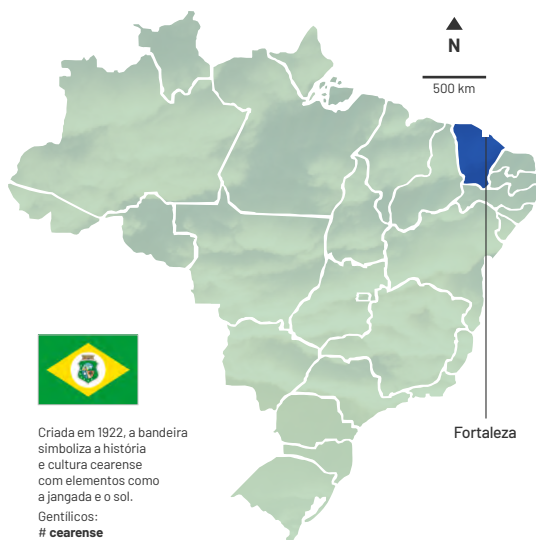 N
500 km
Fortaleza
Criada em 1922, a bandeira
simboliza a história
e cultura cearense
com elementos como
a jangada e o sol.
Gentílicos:
# cearense